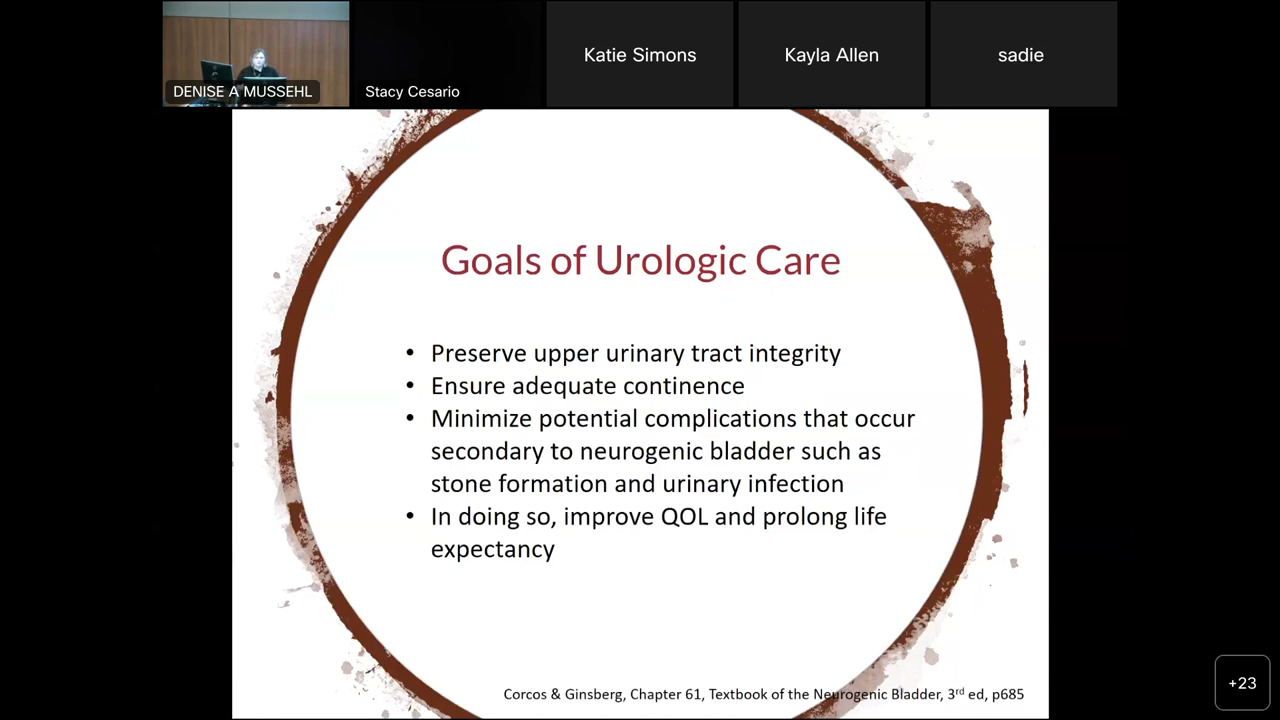 DENISE A MUSSEHL
Stacy Cesario
Katie Simons
Kayla Allen
sadie
Goals of Urologic Care
• Preserve upper urinary tract integrity
• Ensure adequate continence
• Minimize potential complications that occur
secondary to neurogenic bladder such as
stone formation and urinary infection
• In doing so, improve QOL and prolong life
expectancy
Corcos & Ginsberg, Chapter 61, Textbook of the Neurogenic Bladder, 3rd ed, p685
+23